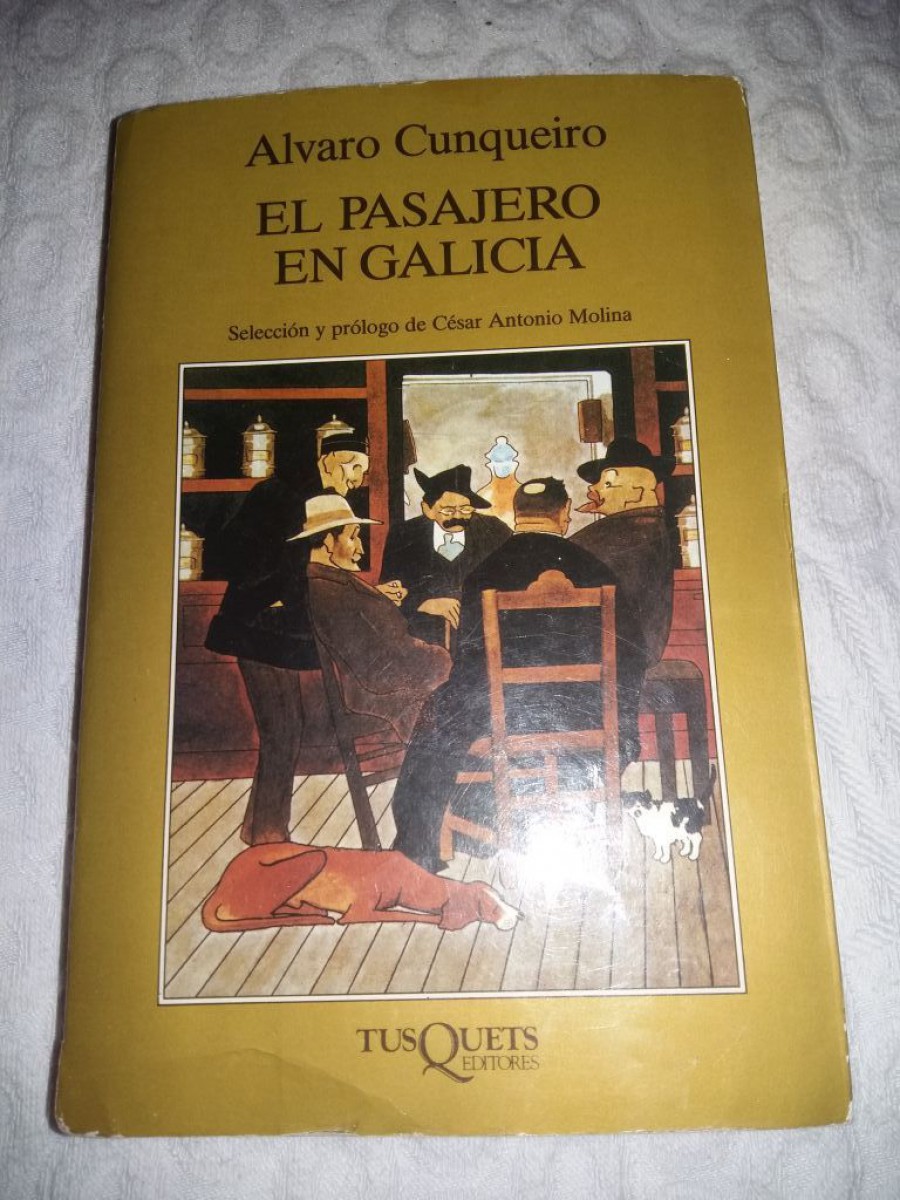 Alvaro Cunqueiro
EL PASAJERO
EN GALICIA
Selección y prólogo de César Antonio Molina
TUSQUETS
EDITORES